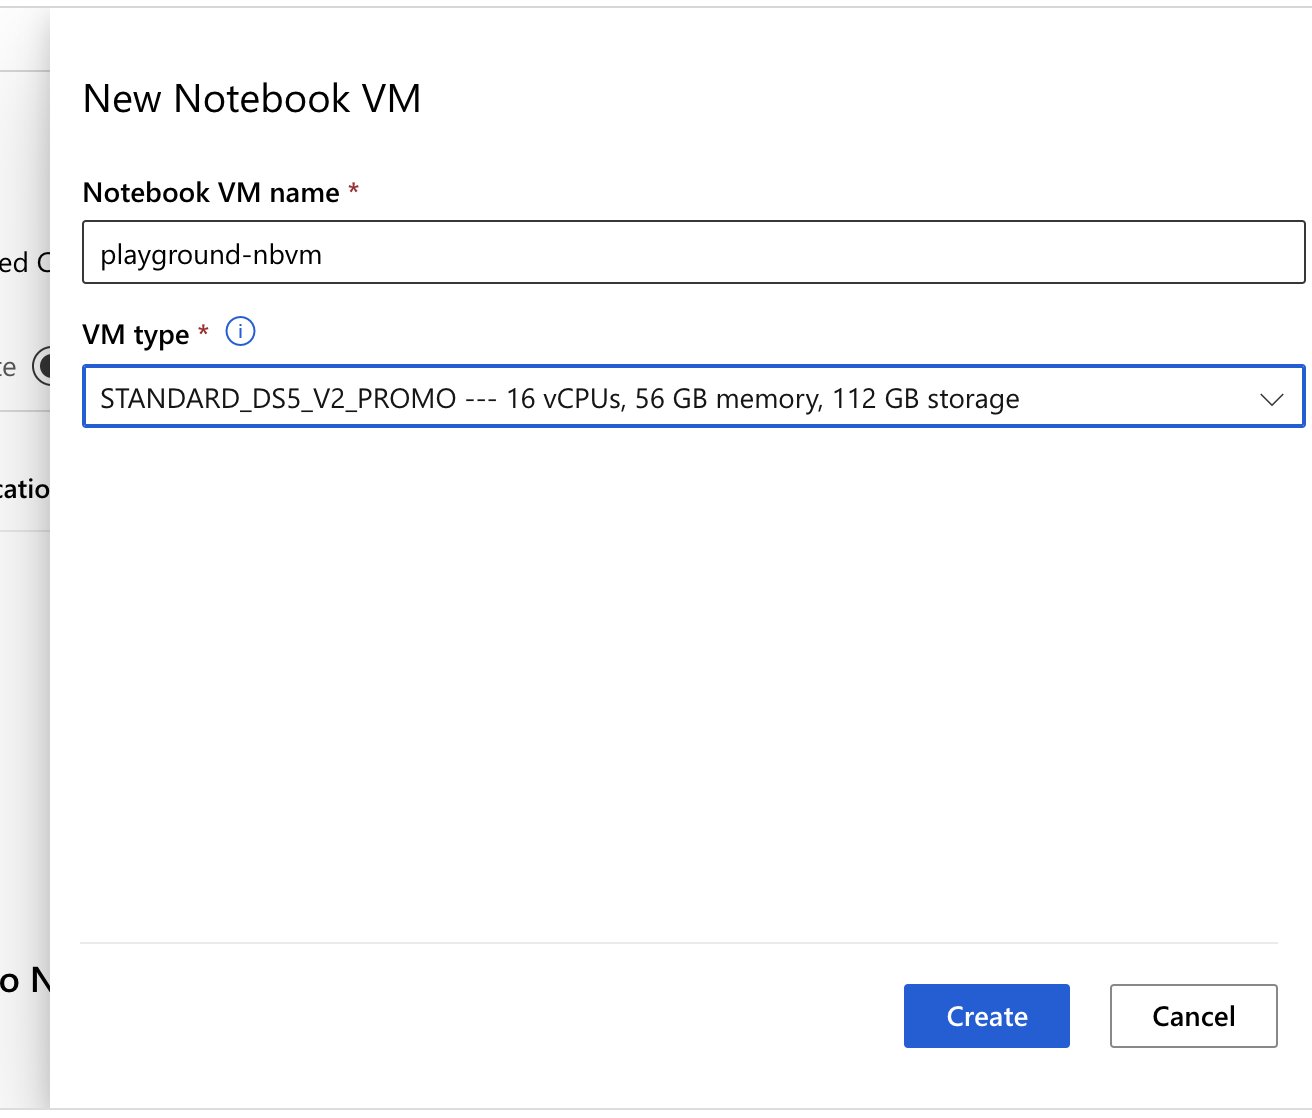 New Notebook VM
Notebook VM name *
playground-nbvm
ed C
VM type * i
te
STANDARD_DS5_V2_PROMO --- 16 vCPUs, 56 GB memory, 112 GB storage
catio
o N
Create Cancel